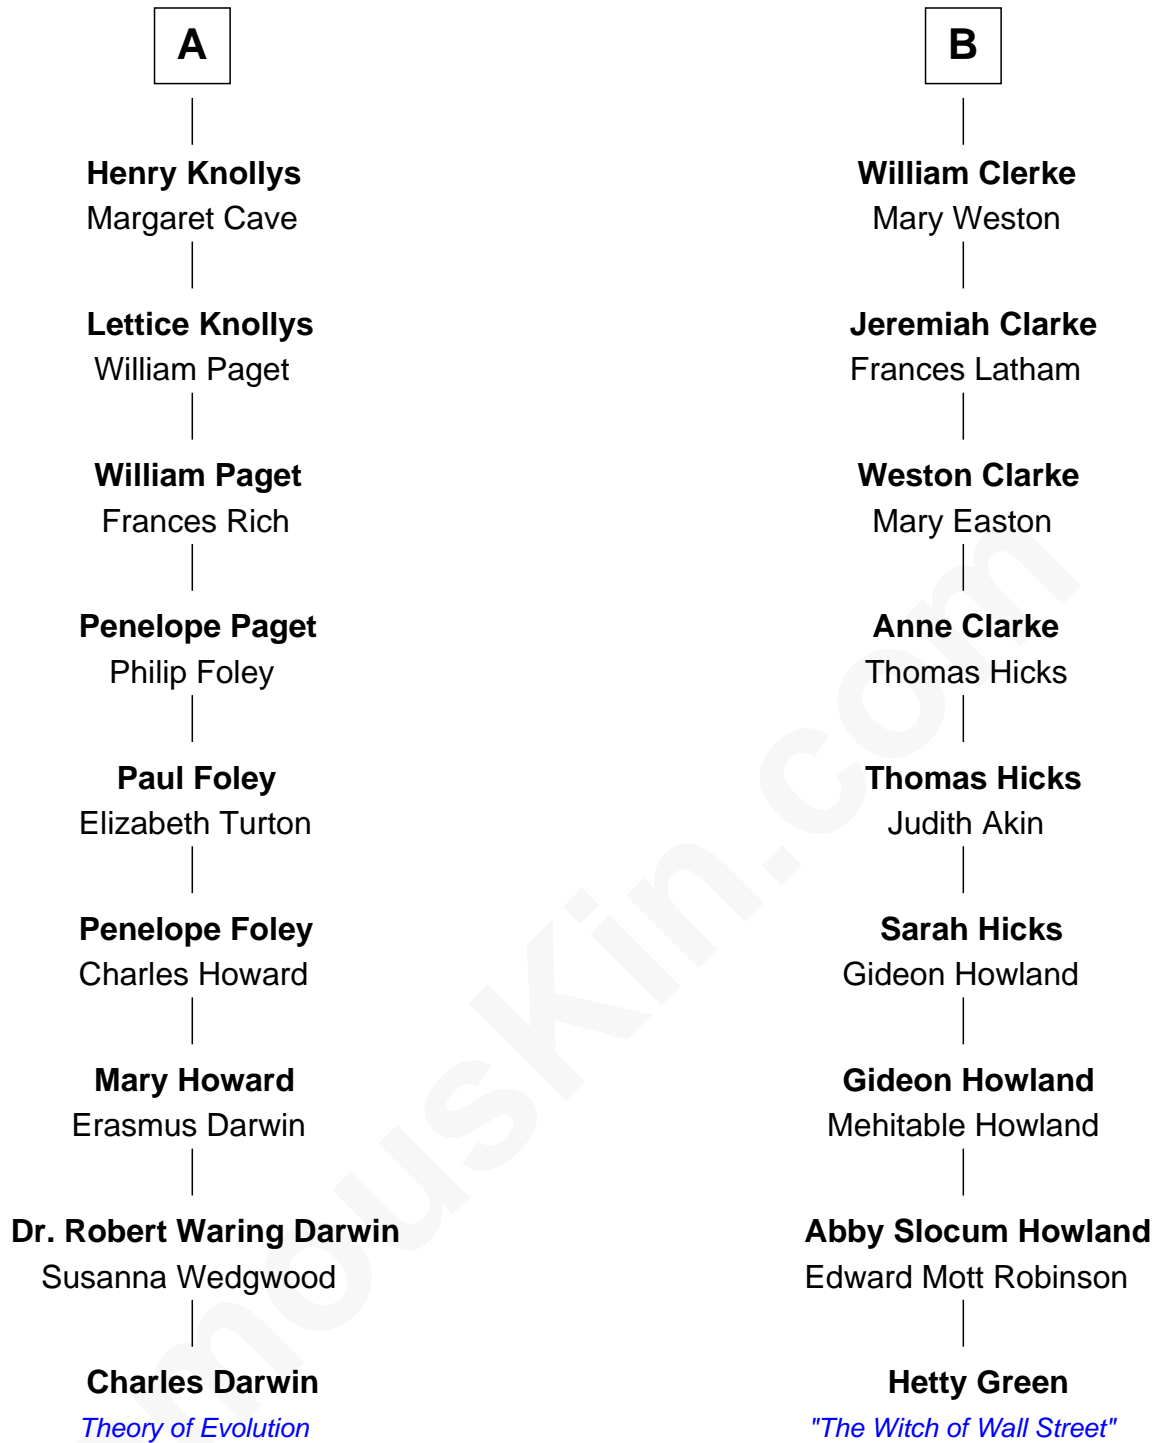 A
B
Henry Knollys
Margaret Cave
William Clerke
Mary Weston
Lettice Knollys
William Paget
Jeremiah Clarke
Frances Latham
William Paget
Frances Rich
Weston Clarke
Mary Easton
Penelope Paget
Philip Foley
Anne Clarke
Thomas Hicks
Paul Foley
Elizabeth Turton
Thomas Hicks
Judith Akin
Penelope Foley
Charles Howard
Sarah Hicks
Gideon Howland
Mary Howard
Erasmus Darwin
Gideon Howland
Mehitable Howland
Dr. Robert Waring Darwin
Susanna Wedgwood
Abby Slocum Howland
Edward Mott Robinson
Charles Darwin
Theory of Evolution
Hetty Green
"The Witch of Wall Street"
mouskin.com